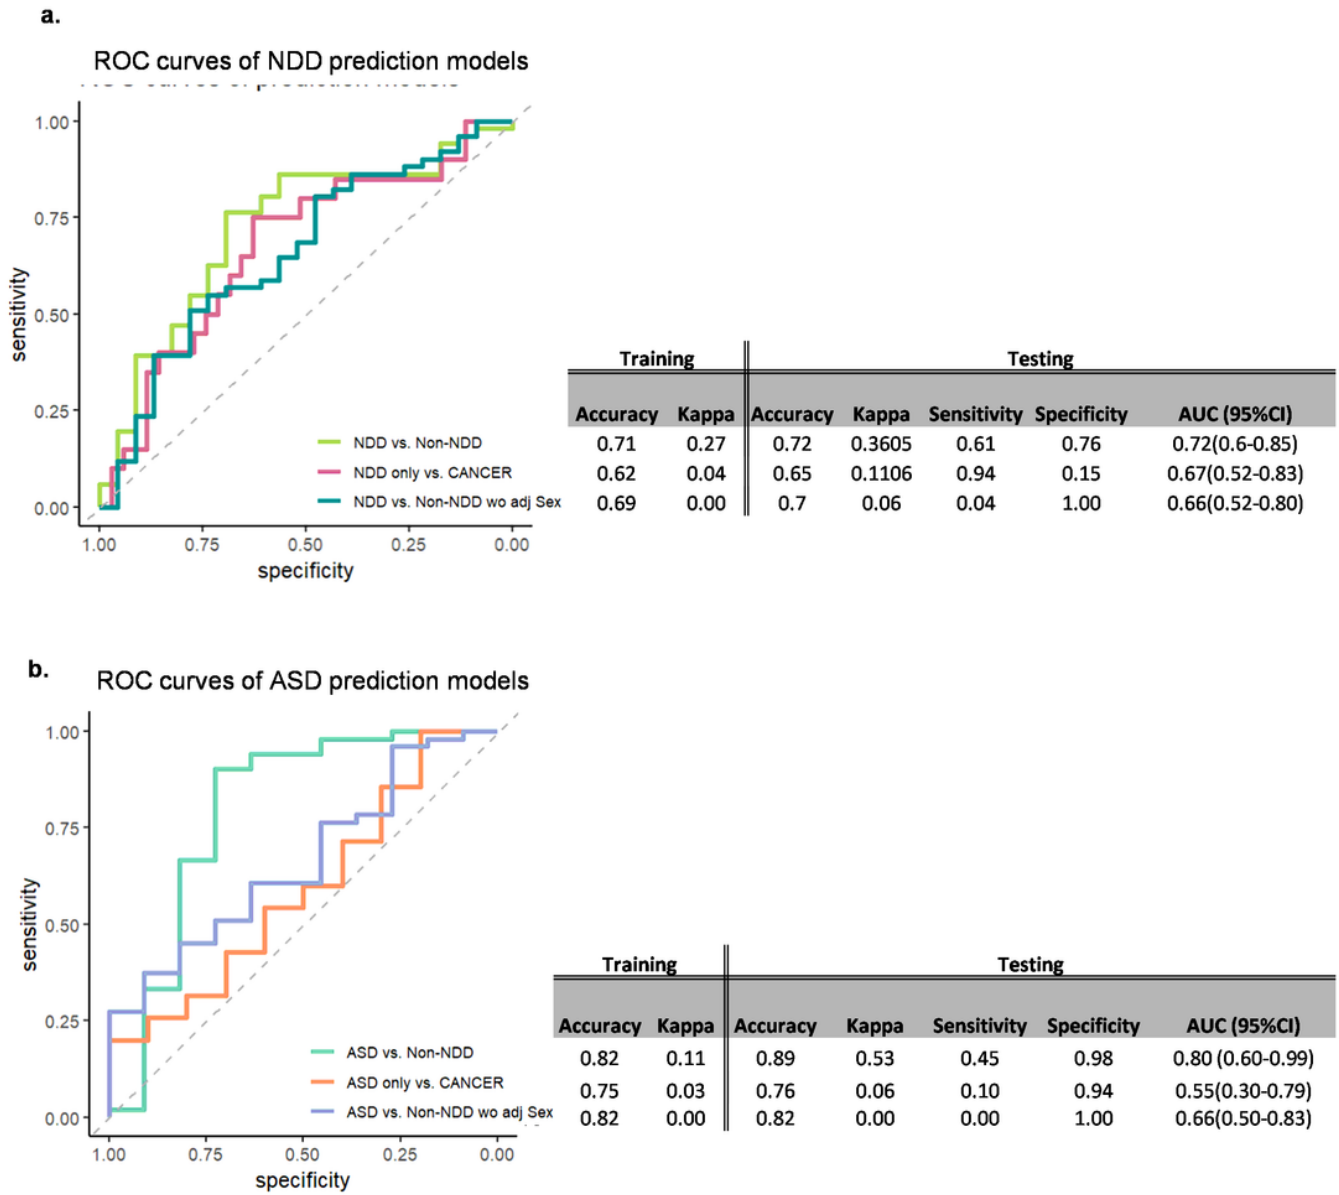 a.
ROC curves of NDD prediction models
1.00
0.75
0.50
0.25
0.00
sensitivity
NDD vs. Non-NDD
NDD only vs. CANCER
NDD vs. Non-NDD wo adj Sex
1.00 0.75 0.50 0.25 0.00
specificity
Training Testing
Accuracy Kappa Accuracy Kappa Sensitivity Specificity AUC (95%CI)
0.71 0.27 0.72 0.3605 0.61 0.76 0.72(0.6-0.85)
0.62 0.04 0.65 0.1106 0.94 0.15 0.67(0.52-0.83)
0.69 0.00 0.7 0.06 0.04 1.00 0.66(0.52-0.80)
b.
ROC curves of ASD prediction models
1.00
0.75
0.50
0.25
0.00
sensitivity
ASD vs. Non-NDD
ASD only vs. CANCER
ASD vs. Non-NDD wo adj Sex
1.00 0.75 0.50 0.25 0.00
specificity
Training Testing
Accuracy Kappa Accuracy Kappa Sensitivity Specificity AUC (95%CI)
0.82 0.11 0.89 0.53 0.45 0.98 0.80 (0.60-0.99)
0.75 0.03 0.76 0.06 0.10 0.94 0.55(0.30-0.79)
0.82 0.00 0.82 0.00 0.00 1.00 0.66(0.50-0.83)